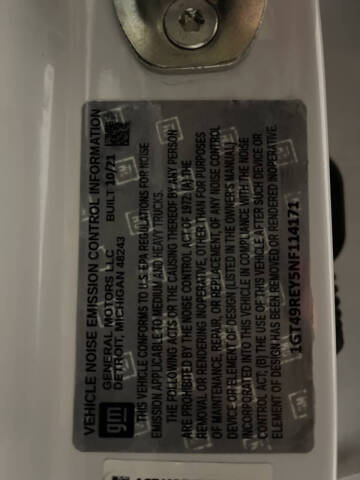 VEHICLE NOISE EMISSION CONTROL INFORMATION
gm
GENERAL MOTORS LLC
DETROIT, MICHIGAN 48243
BUILT 10/21
THIS VEHICLE CONFORMS TO U.S. EPA REGULATIONS FOR NOISE
EMISSION APPLICABLE TO MEDIUM AND HEAVY TRUCKS.
THE FOLLOWING ACTS OR THE CAUSING THEREOF BY ANY PERSON
ARE PROHIBITED BY THE NOISE CONTROL ACT OF 1972: (A) THE
REMOVAL OR RENDERING INOPERATIVE, OTHER THAN FOR PURPOSES
OF MAINTENANCE, REPAIR, OR REPLACEMENT, OF ANY NOISE CONTROL
DEVICE OR ELEMENT OF DESIGN (LISTED IN THE OWNER'S MANUAL)
INCORPORATED INTO THIS VEHICLE IN COMPLIANCE WITH THE NOISE
CONTROL ACT; (B) THE USE OF THIS VEHICLE AFTER SUCH DEVICE OR
ELEMENT OF DESIGN HAS BEEN REMOVED OR RENDERED INOPERATIVE.
1GT49REY5NF114171